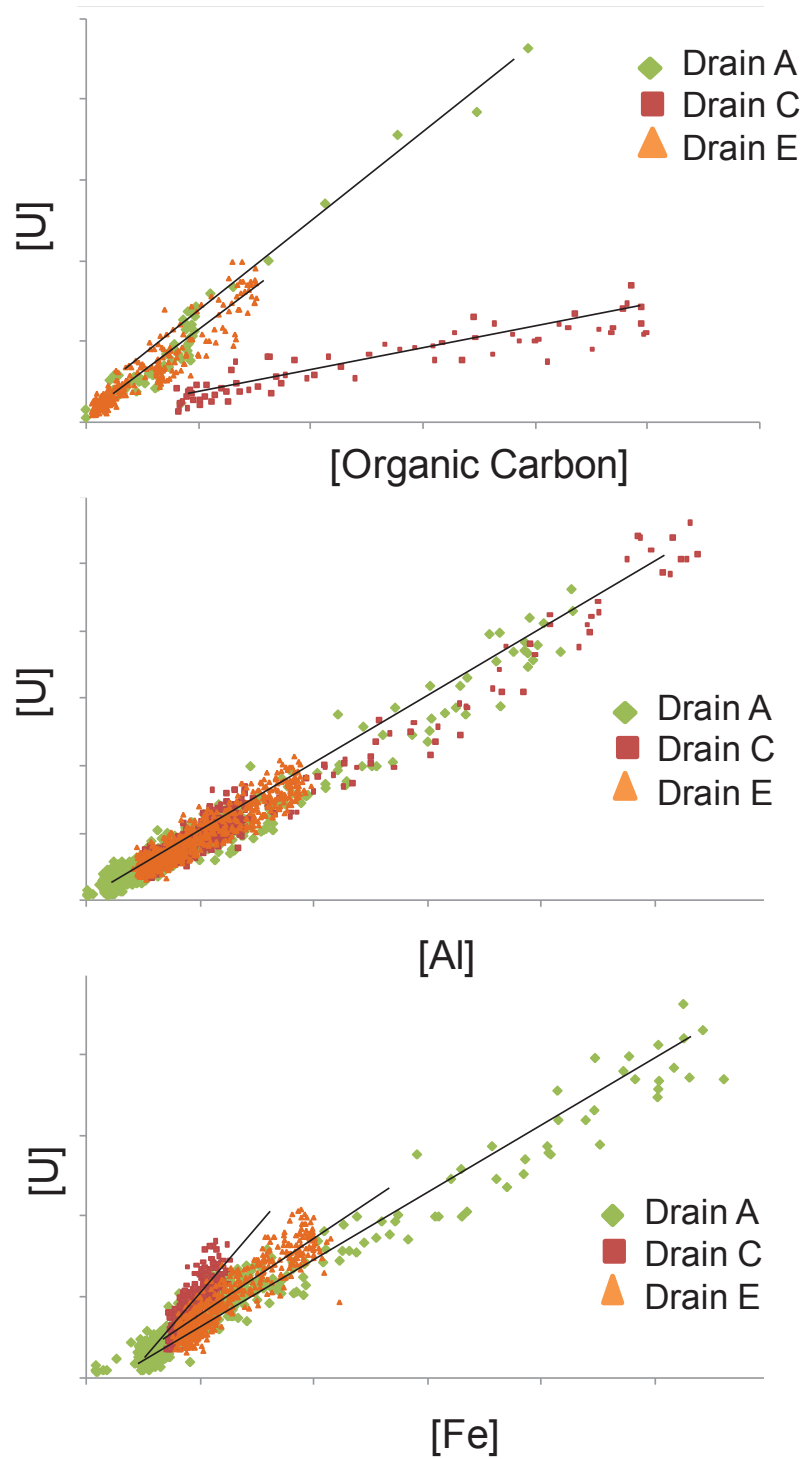 [U]
Drain A
Drain C
Drain E
[Organic Carbon]
[U]
Drain A
Drain C
Drain E
[Al]
[U]
Drain A
Drain C
Drain E
[Fe]